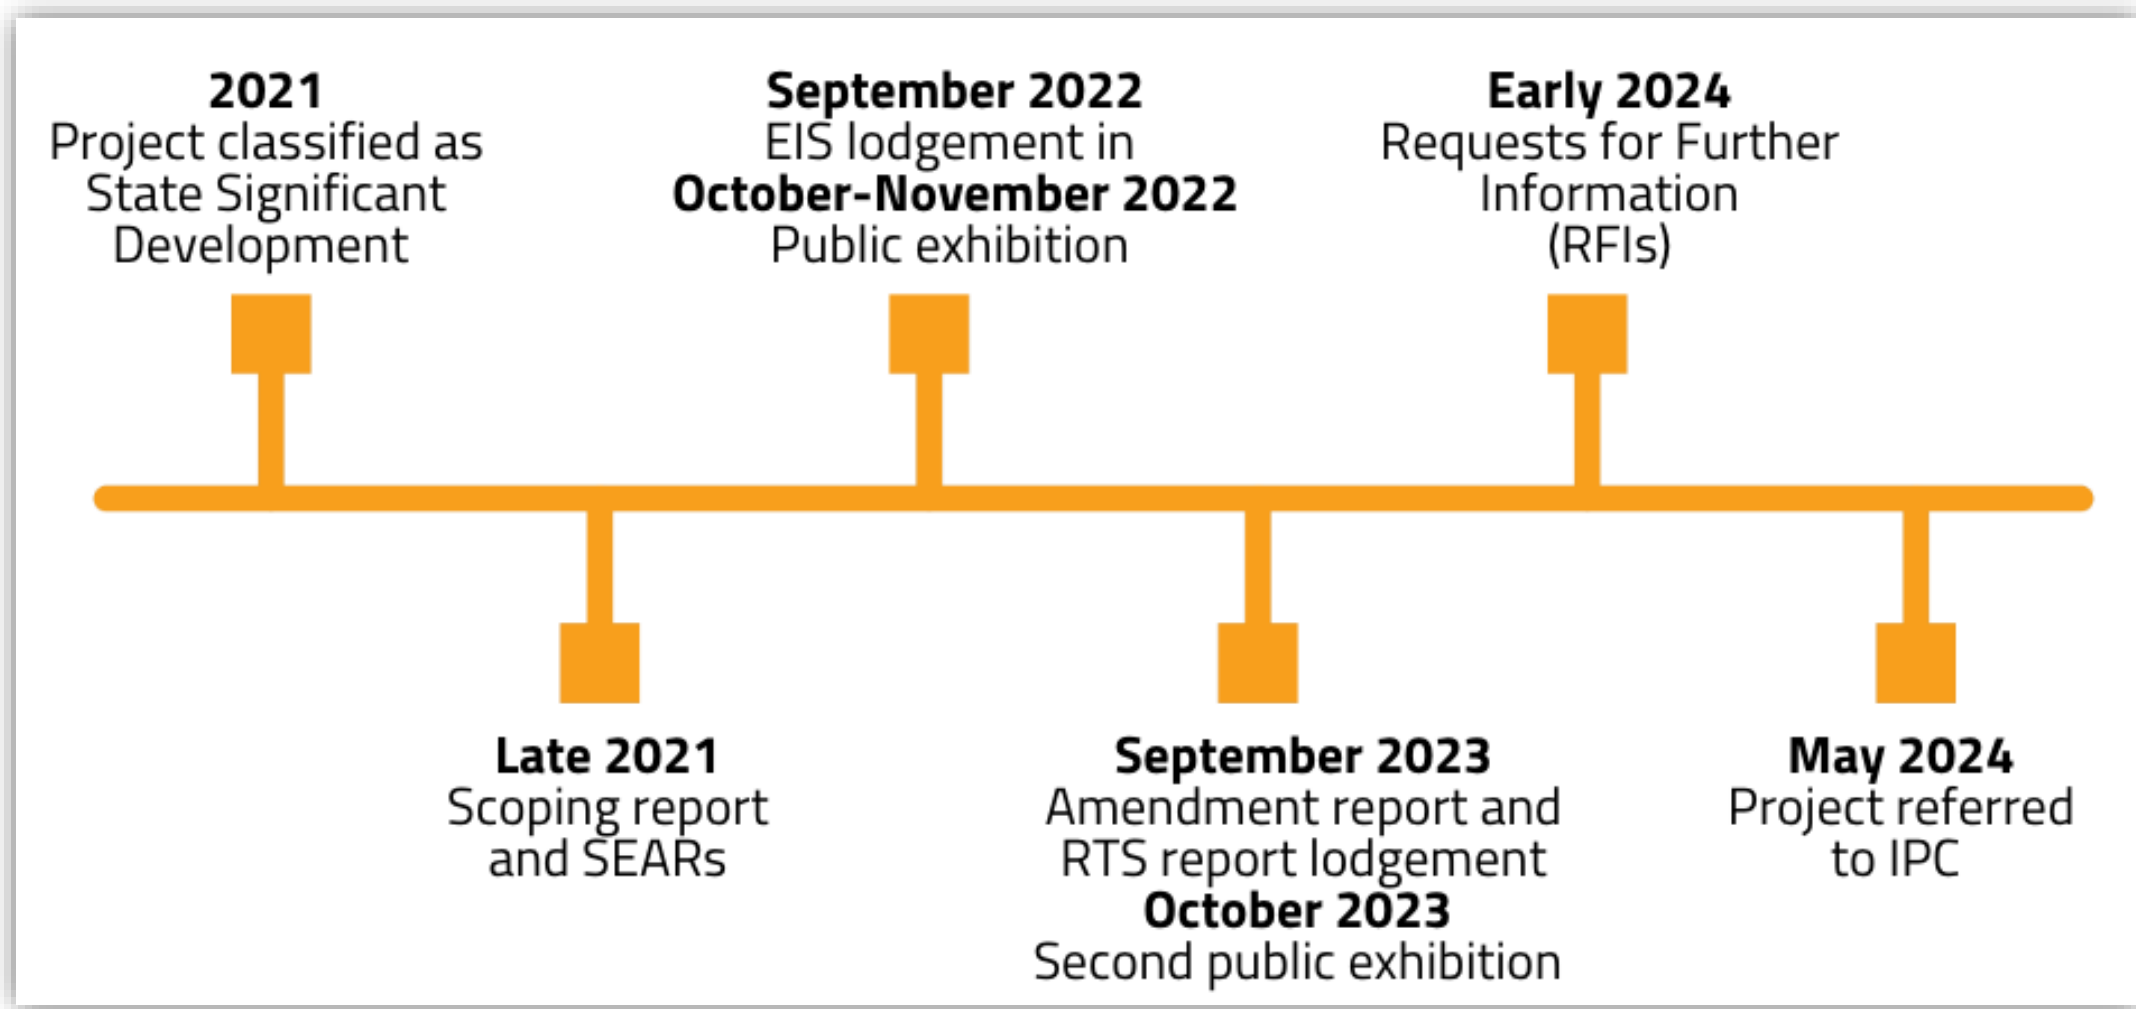 2021
Project classified as
State Significant
Development
Late 2021
Scoping report
and SEARs
September 2022
EIS lodgement in
October-November 2022
Public exhibition
September 2023
Amendment report and
RTS report lodgement
October 2023
Second public exhibition
Early 2024
Requests for Further
Information
(RFIs)
May 2024
Project referred
to IPC